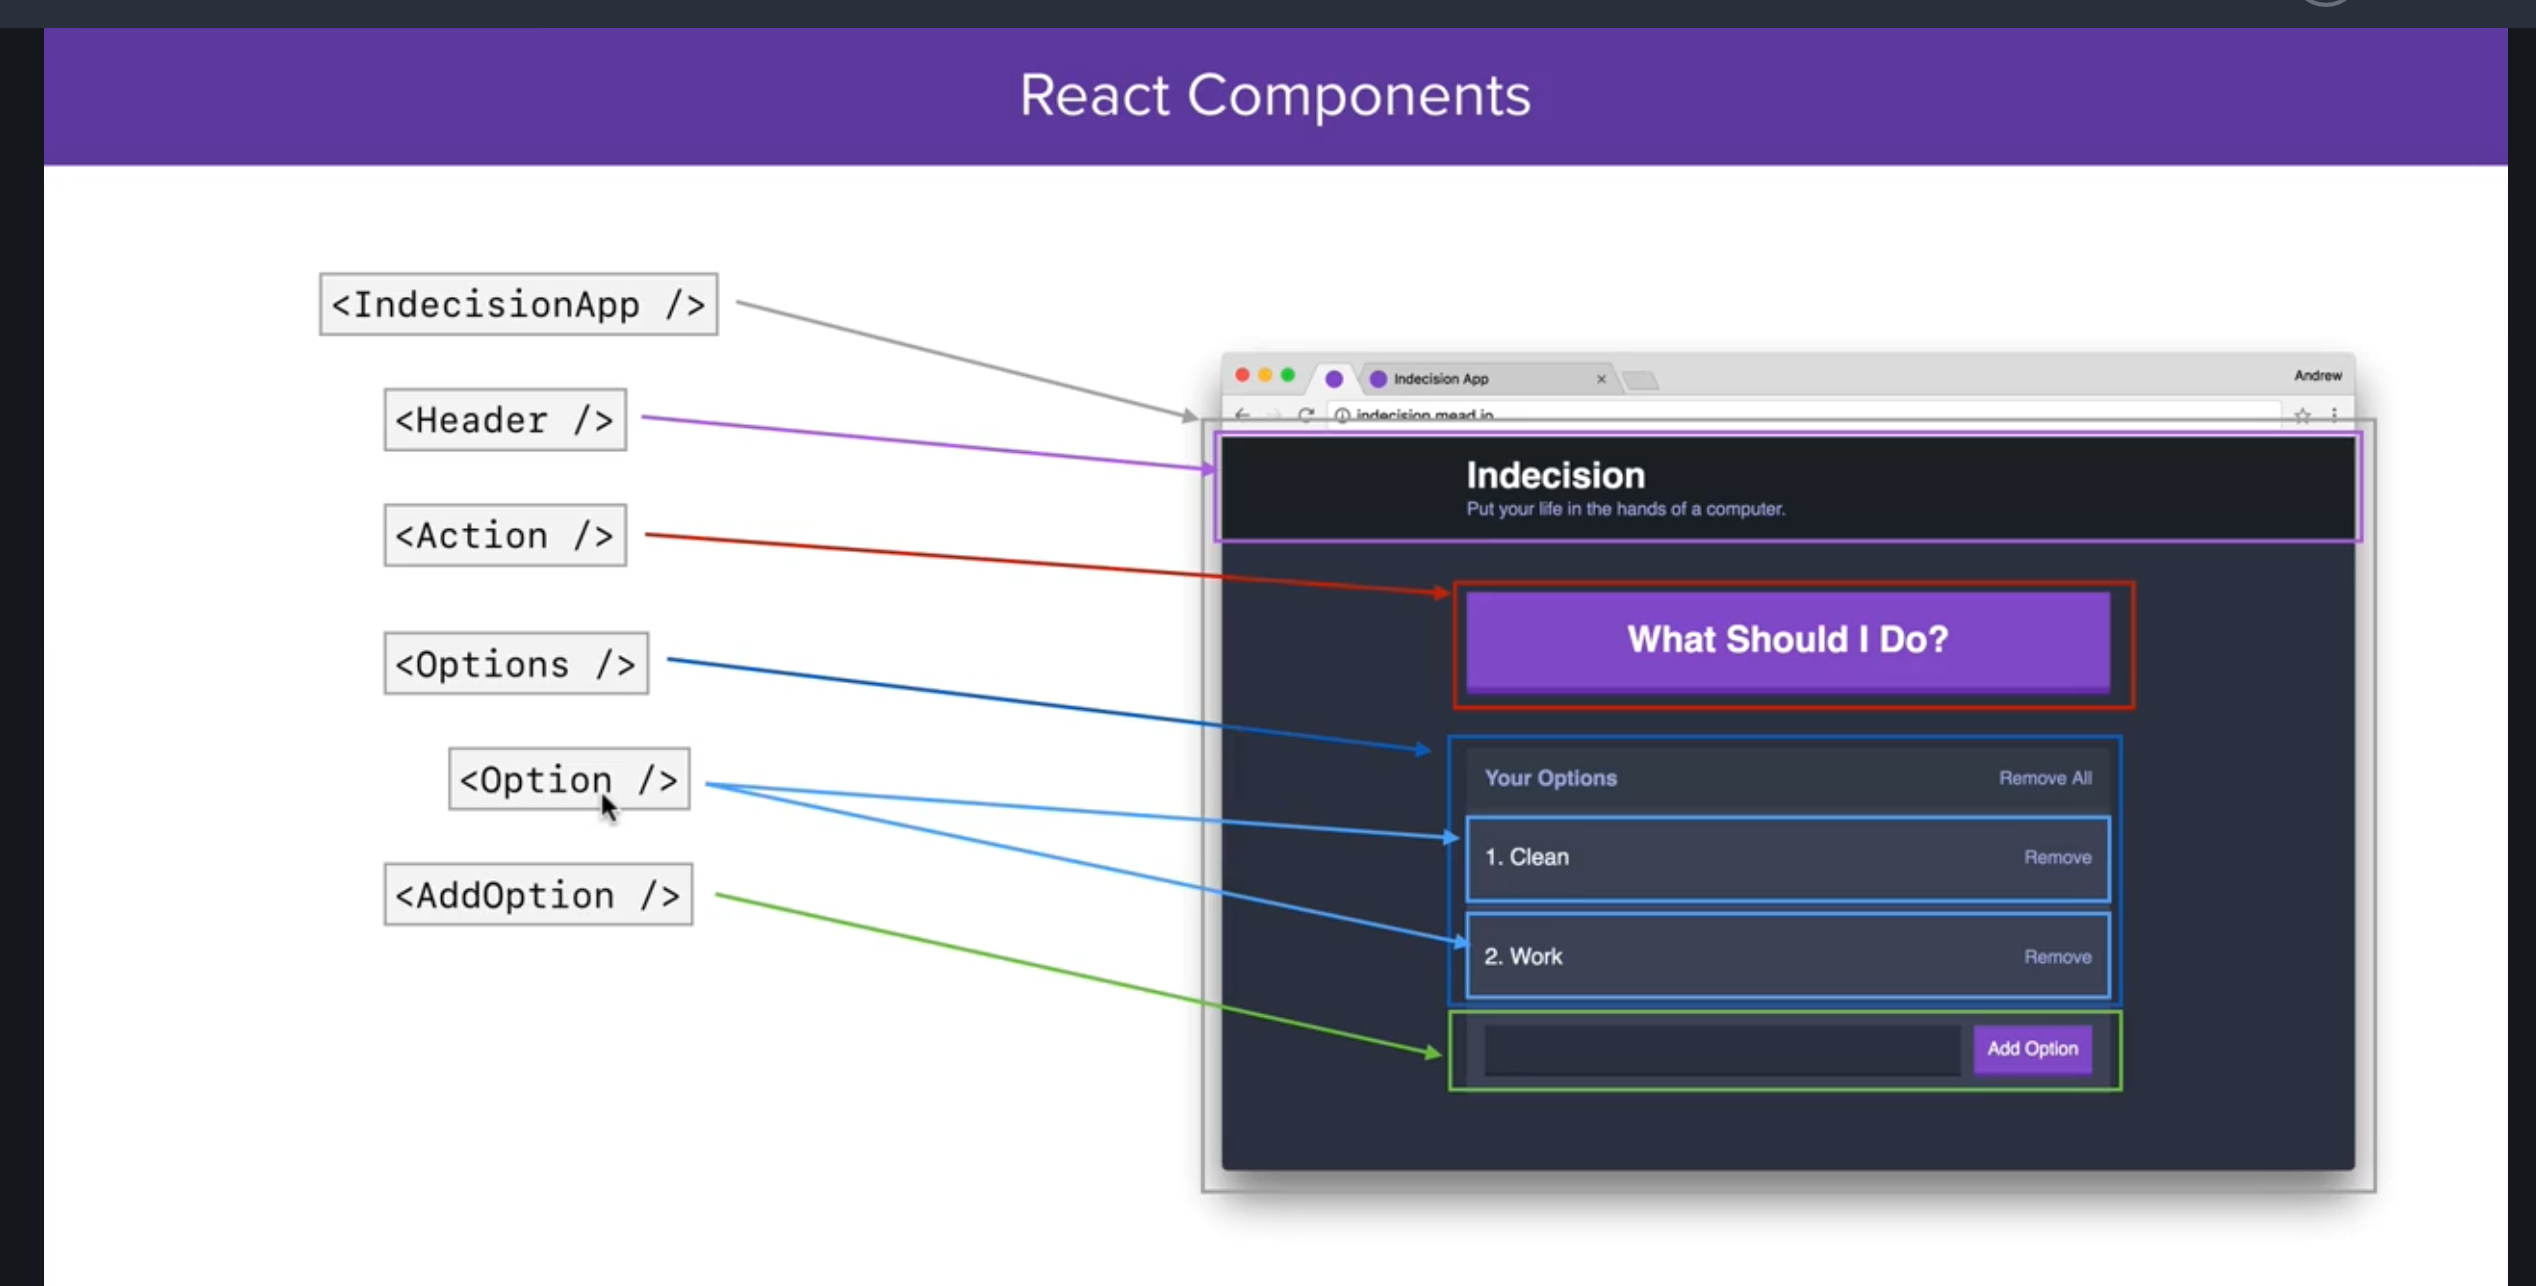 React Components
<IndecisionApp />
<Header />
<Action />
<Options />
<Option />
<AddOption />
Indecision App
Andrew
indecision.mead.io
Indecision
Put your life in the hands of a computer.
What Should I Do?
Your Options Remove All
1. Clean Remove
2. Work Remove
Add Option